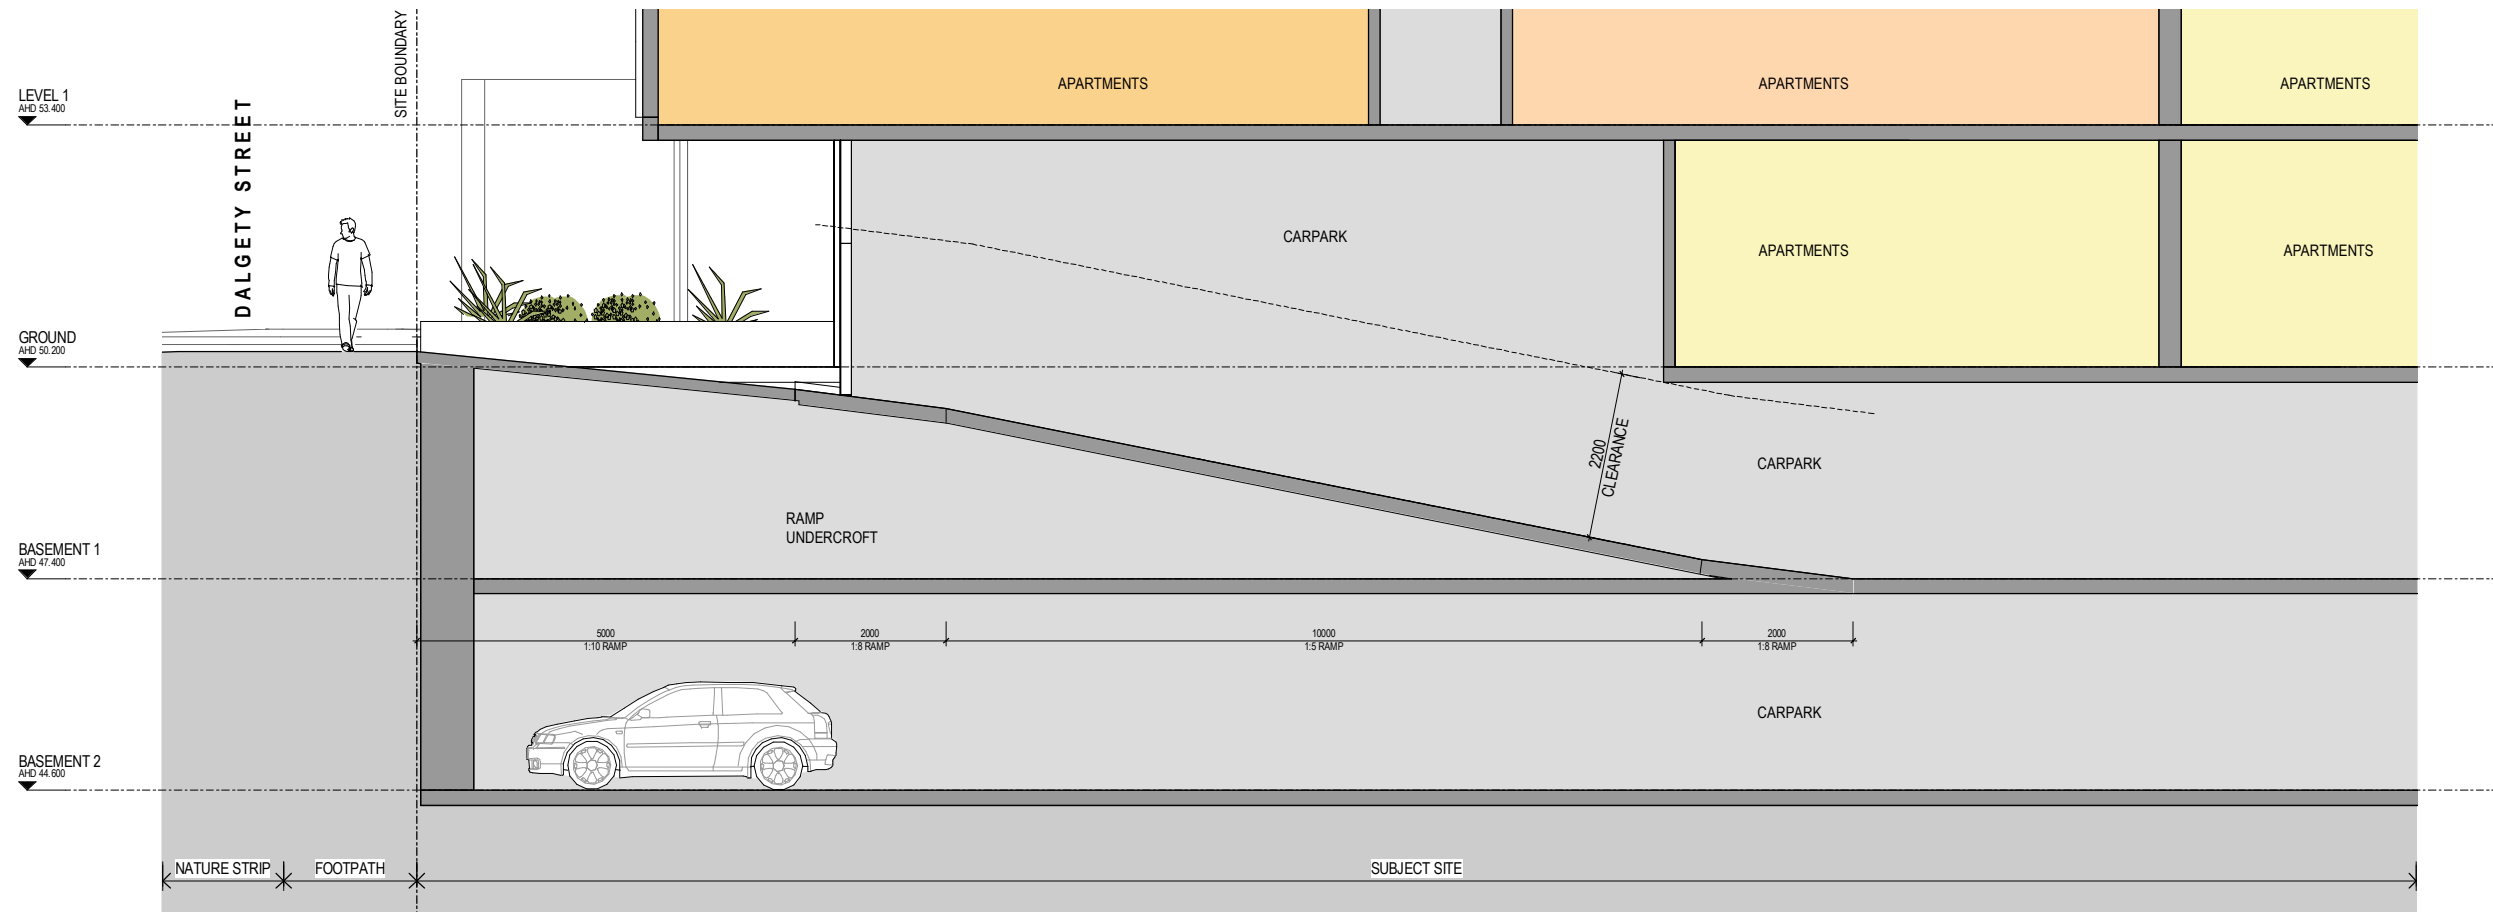 SITE BOUNDARY
DALGETY STREET
LEVEL 1
AHD 53.400
APARTMENTS
APARTMENTS
APARTMENTS
CARPARK
APARTMENTS
APARTMENTS
GROUND
AHD 50.200
2200
CLEARANCE
CARPARK
RAMP
UNDERCROFT
BASEMENT 1
AHD 47.400
5000
1:10 RAMP
2000
1:8 RAMP
10000
1:5 RAMP
2000
1:8 RAMP
CARPARK
BASEMENT 2
AHD 44.600
NATURE STRIP
FOOTPATH
SUBJECT SITE